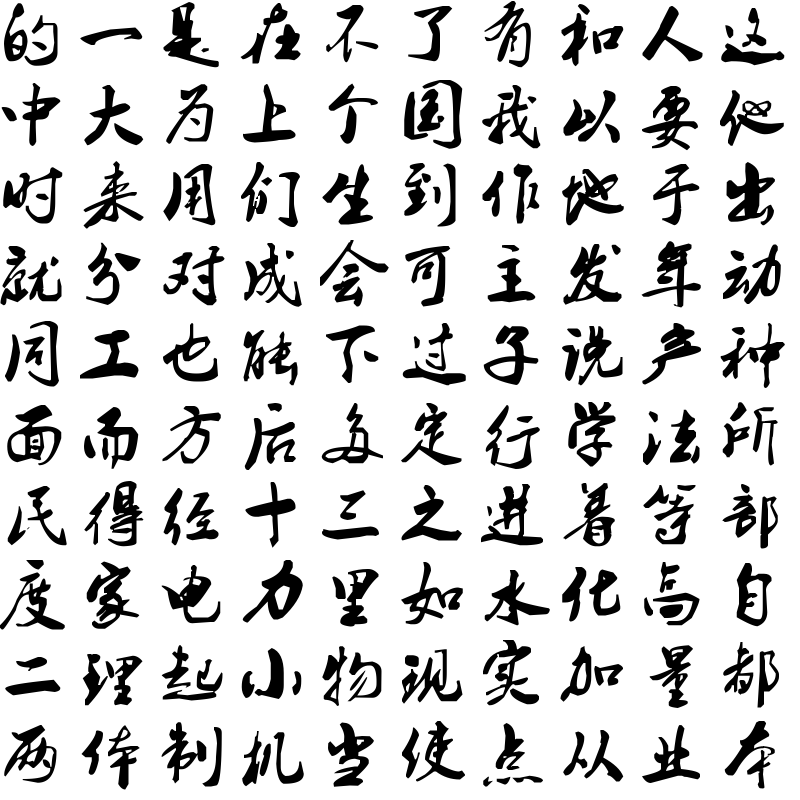 的一是在不了有和人这
中大为上个国我以要他
时来用们生到作地于出
就分对成会可主发年动
同工也能下过子说产种
面而方后多定行学法所
民得经十三之进着等部
度家电力里如水化高自
二理起小物现实加量都
两体制机当使点从业本